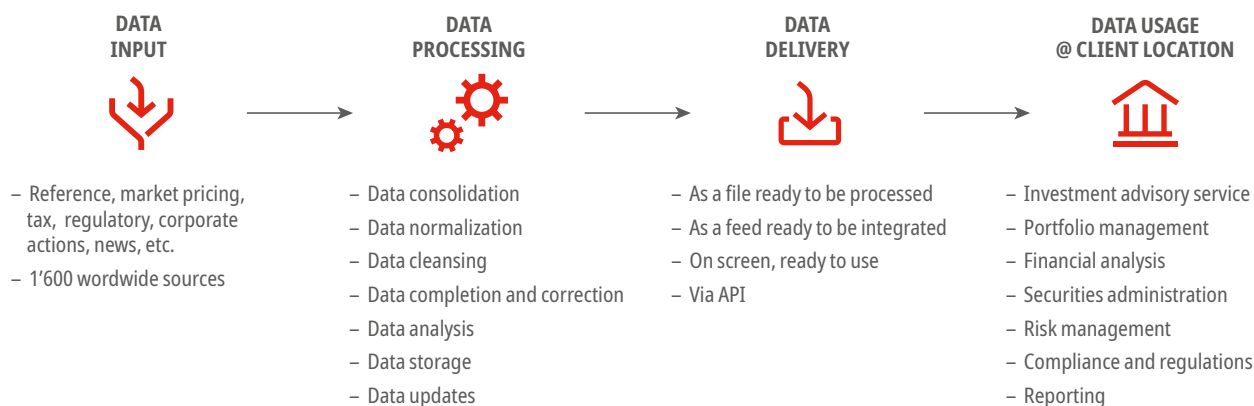 DATA
INPUT
– Reference, market pricing,
tax, regulatory, corporate
actions, news, etc.
– 1’600 wordwide sources
DATA
PROCESSING
– Data consolidation
– Data normalization
– Data cleansing
– Data completion and correction
– Data analysis
– Data storage
– Data updates
DATA
DELIVERY
– As a file ready to be processed
– As a feed ready to be integrated
– On screen, ready to use
– Via API
DATA USAGE
@ CLIENT LOCATION
– Investment advisory service
– Portfolio management
– Financial analysis
– Securities administration
– Risk management
– Compliance and regulations
– Reporting